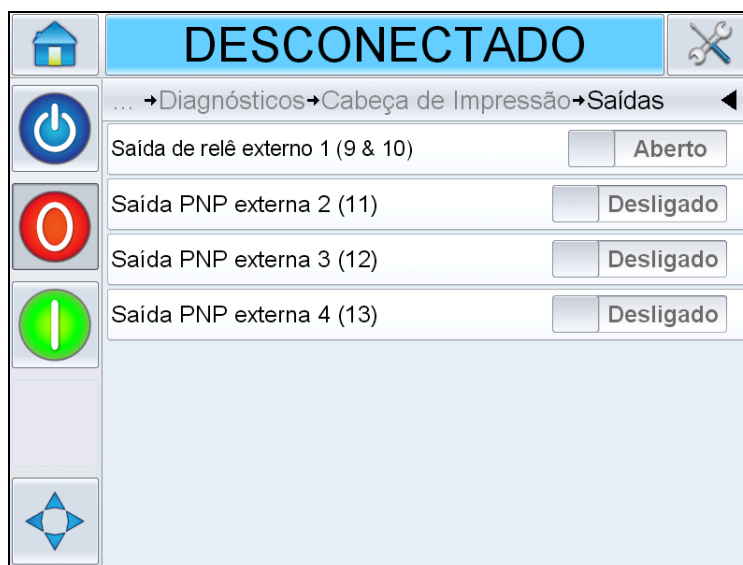 DESCONECTADO
... →Diagnósticos→Cabeça de Impressão→Saídas
Saída de relê externo 1 (9 & 10) Aberto
Saída PNP externa 2 (11) Desligado
Saída PNP externa 3 (12) Desligado
Saída PNP externa 4 (13) Desligado